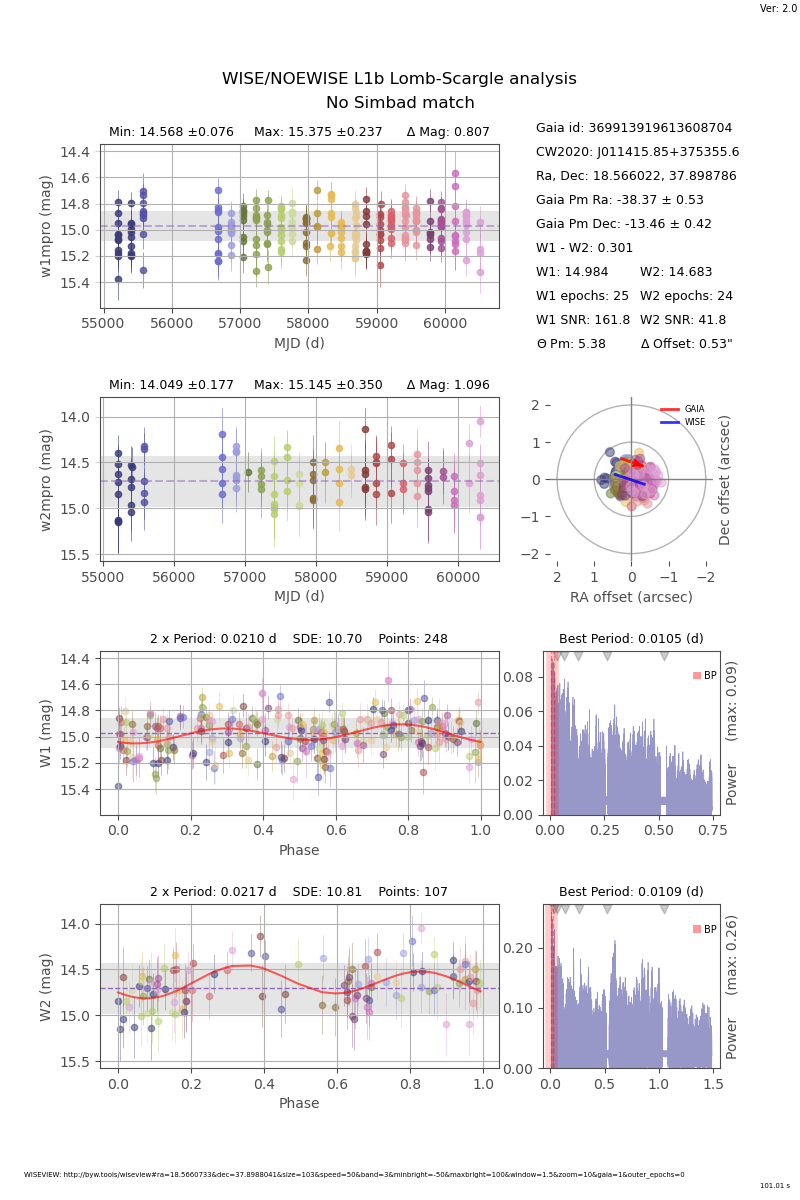 Ver: 2.0
WISE/NOEWISE L1b Lomb-Scargle analysis
No Simbad match
Min: 14.568 ±0.076 Max: 15.375 ±0.237 Δ Mag: 0.807
14.4
14.6
14.8
15.0
15.2
15.4
w1mpro (mag)
55000 56000 57000 58000 59000 60000
MJD (d)
Gaia id: 369913919613608704
CW2020: J011415.85+375355.6
Ra, Dec: 18.566022, 37.898786
Gaia Pm Ra: -38.37 ± 0.53
Gaia Pm Dec: -13.46 ± 0.42
W1 - W2: 0.301
W1: 14.984 W2: 14.683
W1 epochs: 25 W2 epochs: 24
W1 SNR: 161.8 W2 SNR: 41.8
Θ Pm: 5.38 Δ Offset: 0.53"
Min: 14.049 ±0.177 Max: 15.145 ±0.350 Δ Mag: 1.096
14.0
14.5
15.0
15.5
w2mpro (mag)
55000 56000 57000 58000 59000 60000
MJD (d)
GAIA
WISE
2
1
0
−1
−2
Dec offset (arcsec)
2 1 0 −1 −2
RA offset (arcsec)
2 x Period: 0.0210 d SDE: 10.70 Points: 248
14.4
14.6
14.8
15.0
15.2
15.4
W1 (mag)
0.0 0.2 0.4 0.6 0.8 1.0
Phase
Best Period: 0.0105 (d)
BP
0.08
0.06
0.04
0.02
0.00
0.00 0.25 0.50 0.75
Power (max: 0.09)
2 x Period: 0.0217 d SDE: 10.81 Points: 107
14.0
14.5
15.0
15.5
W2 (mag)
0.0 0.2 0.4 0.6 0.8 1.0
Phase
Best Period: 0.0109 (d)
BP
0.20
0.10
0.00
0.0 0.5 1.0 1.5
Power (max: 0.26)
WISEVIEW: http://byw.tools/wiseview#ra=18.5660733&dec=37.8988041&size=103&speed=50&band=3&minbright=-50&maxbright=100&window=1.5&zoom=10&gaia=1&outer_epochs=0
101.01 s